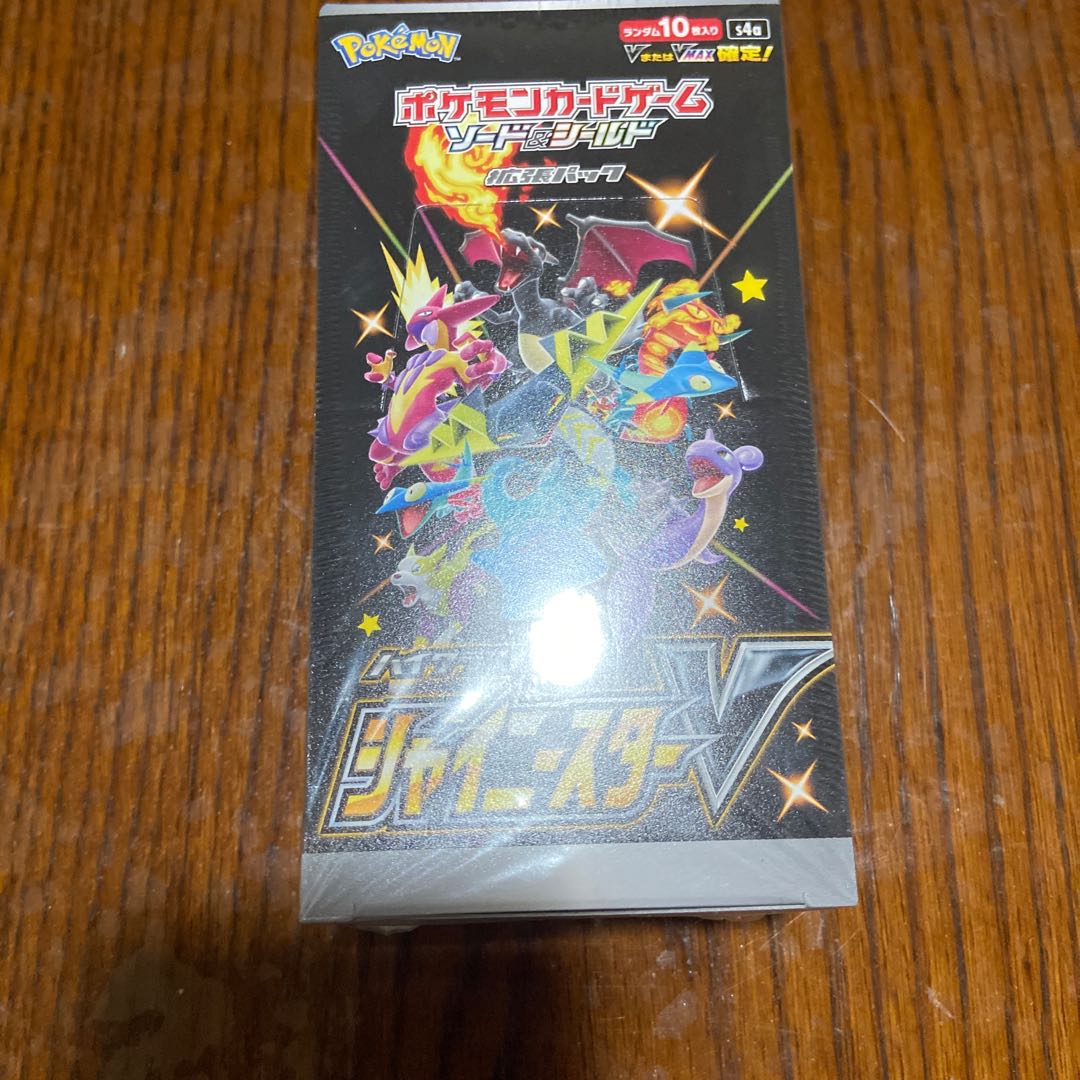 POKéMON™
ランダム10枚入り s4a
VまたはVMAX確定!
ポケモンカードゲーム
ソード&シールド
拡張パック
シャイニースターV